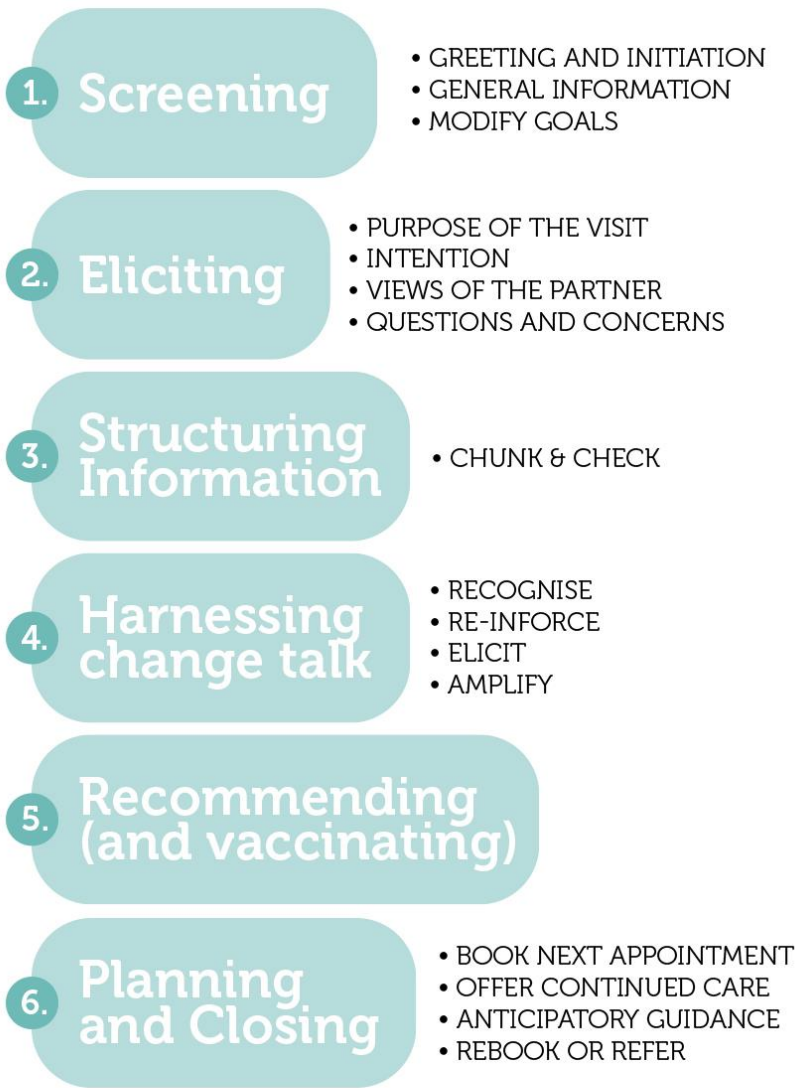 1. Screening
• GREETING AND INITIATION
• GENERAL INFORMATION
• MODIFY GOALS
2. Eliciting
• PURPOSE OF THE VISIT
• INTENTION
• VIEWS OF THE PARTNER
• QUESTIONS AND CONCERNS
3. Structuring
Information
• CHUNK & CHECK
4. Harnessing
change talk
• RECOGNISE
• RE-INFORCE
• ELICIT
• AMPLIFY
5. Recommending
(and vaccinating)
6. Planning
and Closing
• BOOK NEXT APPOINTMENT
• OFFER CONTINUED CARE
• ANTICIPATORY GUIDANCE
• REBOOK OR REFER